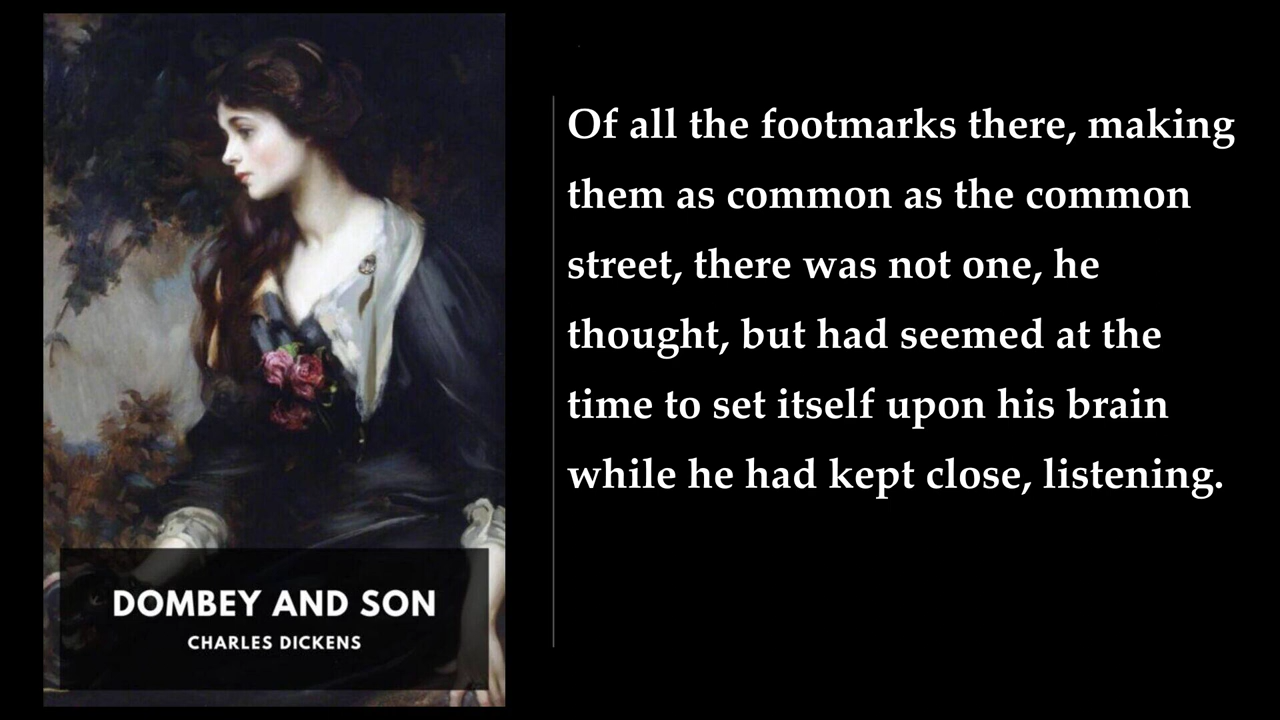 Of all the footmarks there, making
them as common as the common
street, there was not one, he
thought, but had seemed at the
time to set itself upon his brain
while he had kept close, listening.
DOMBEY AND SON
CHARLES DICKENS